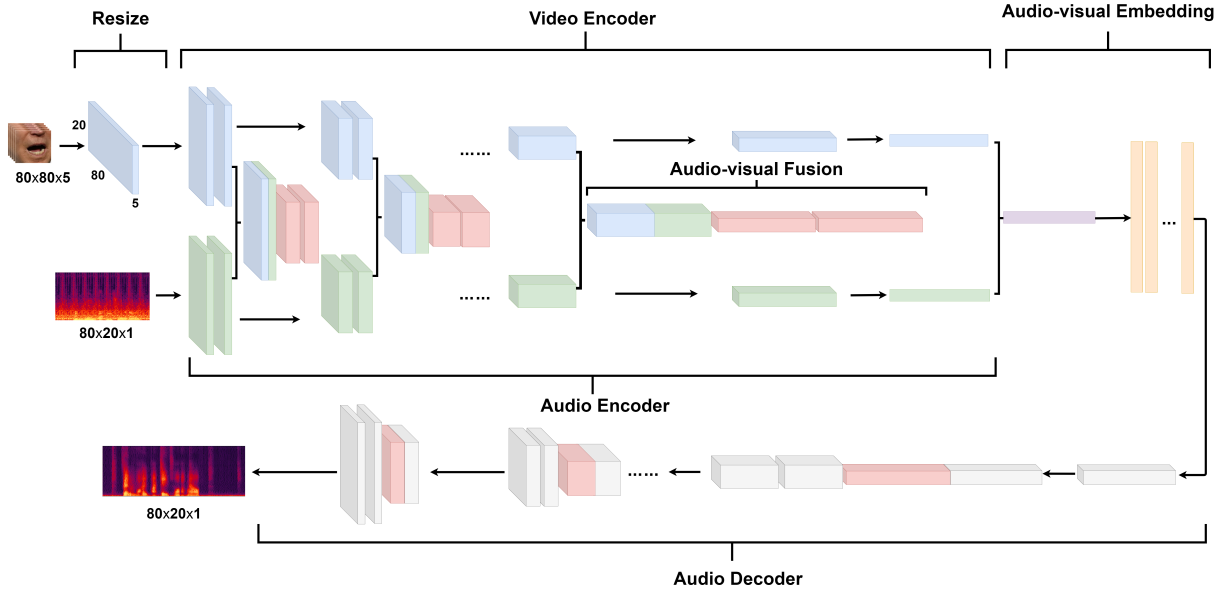 Resize
Video Encoder
Audio-visual Embedding
20
80x80x5
80
5
......
Audio-visual Fusion
...
80x20x1
......
Audio Encoder
......
80x20x1
Audio Decoder